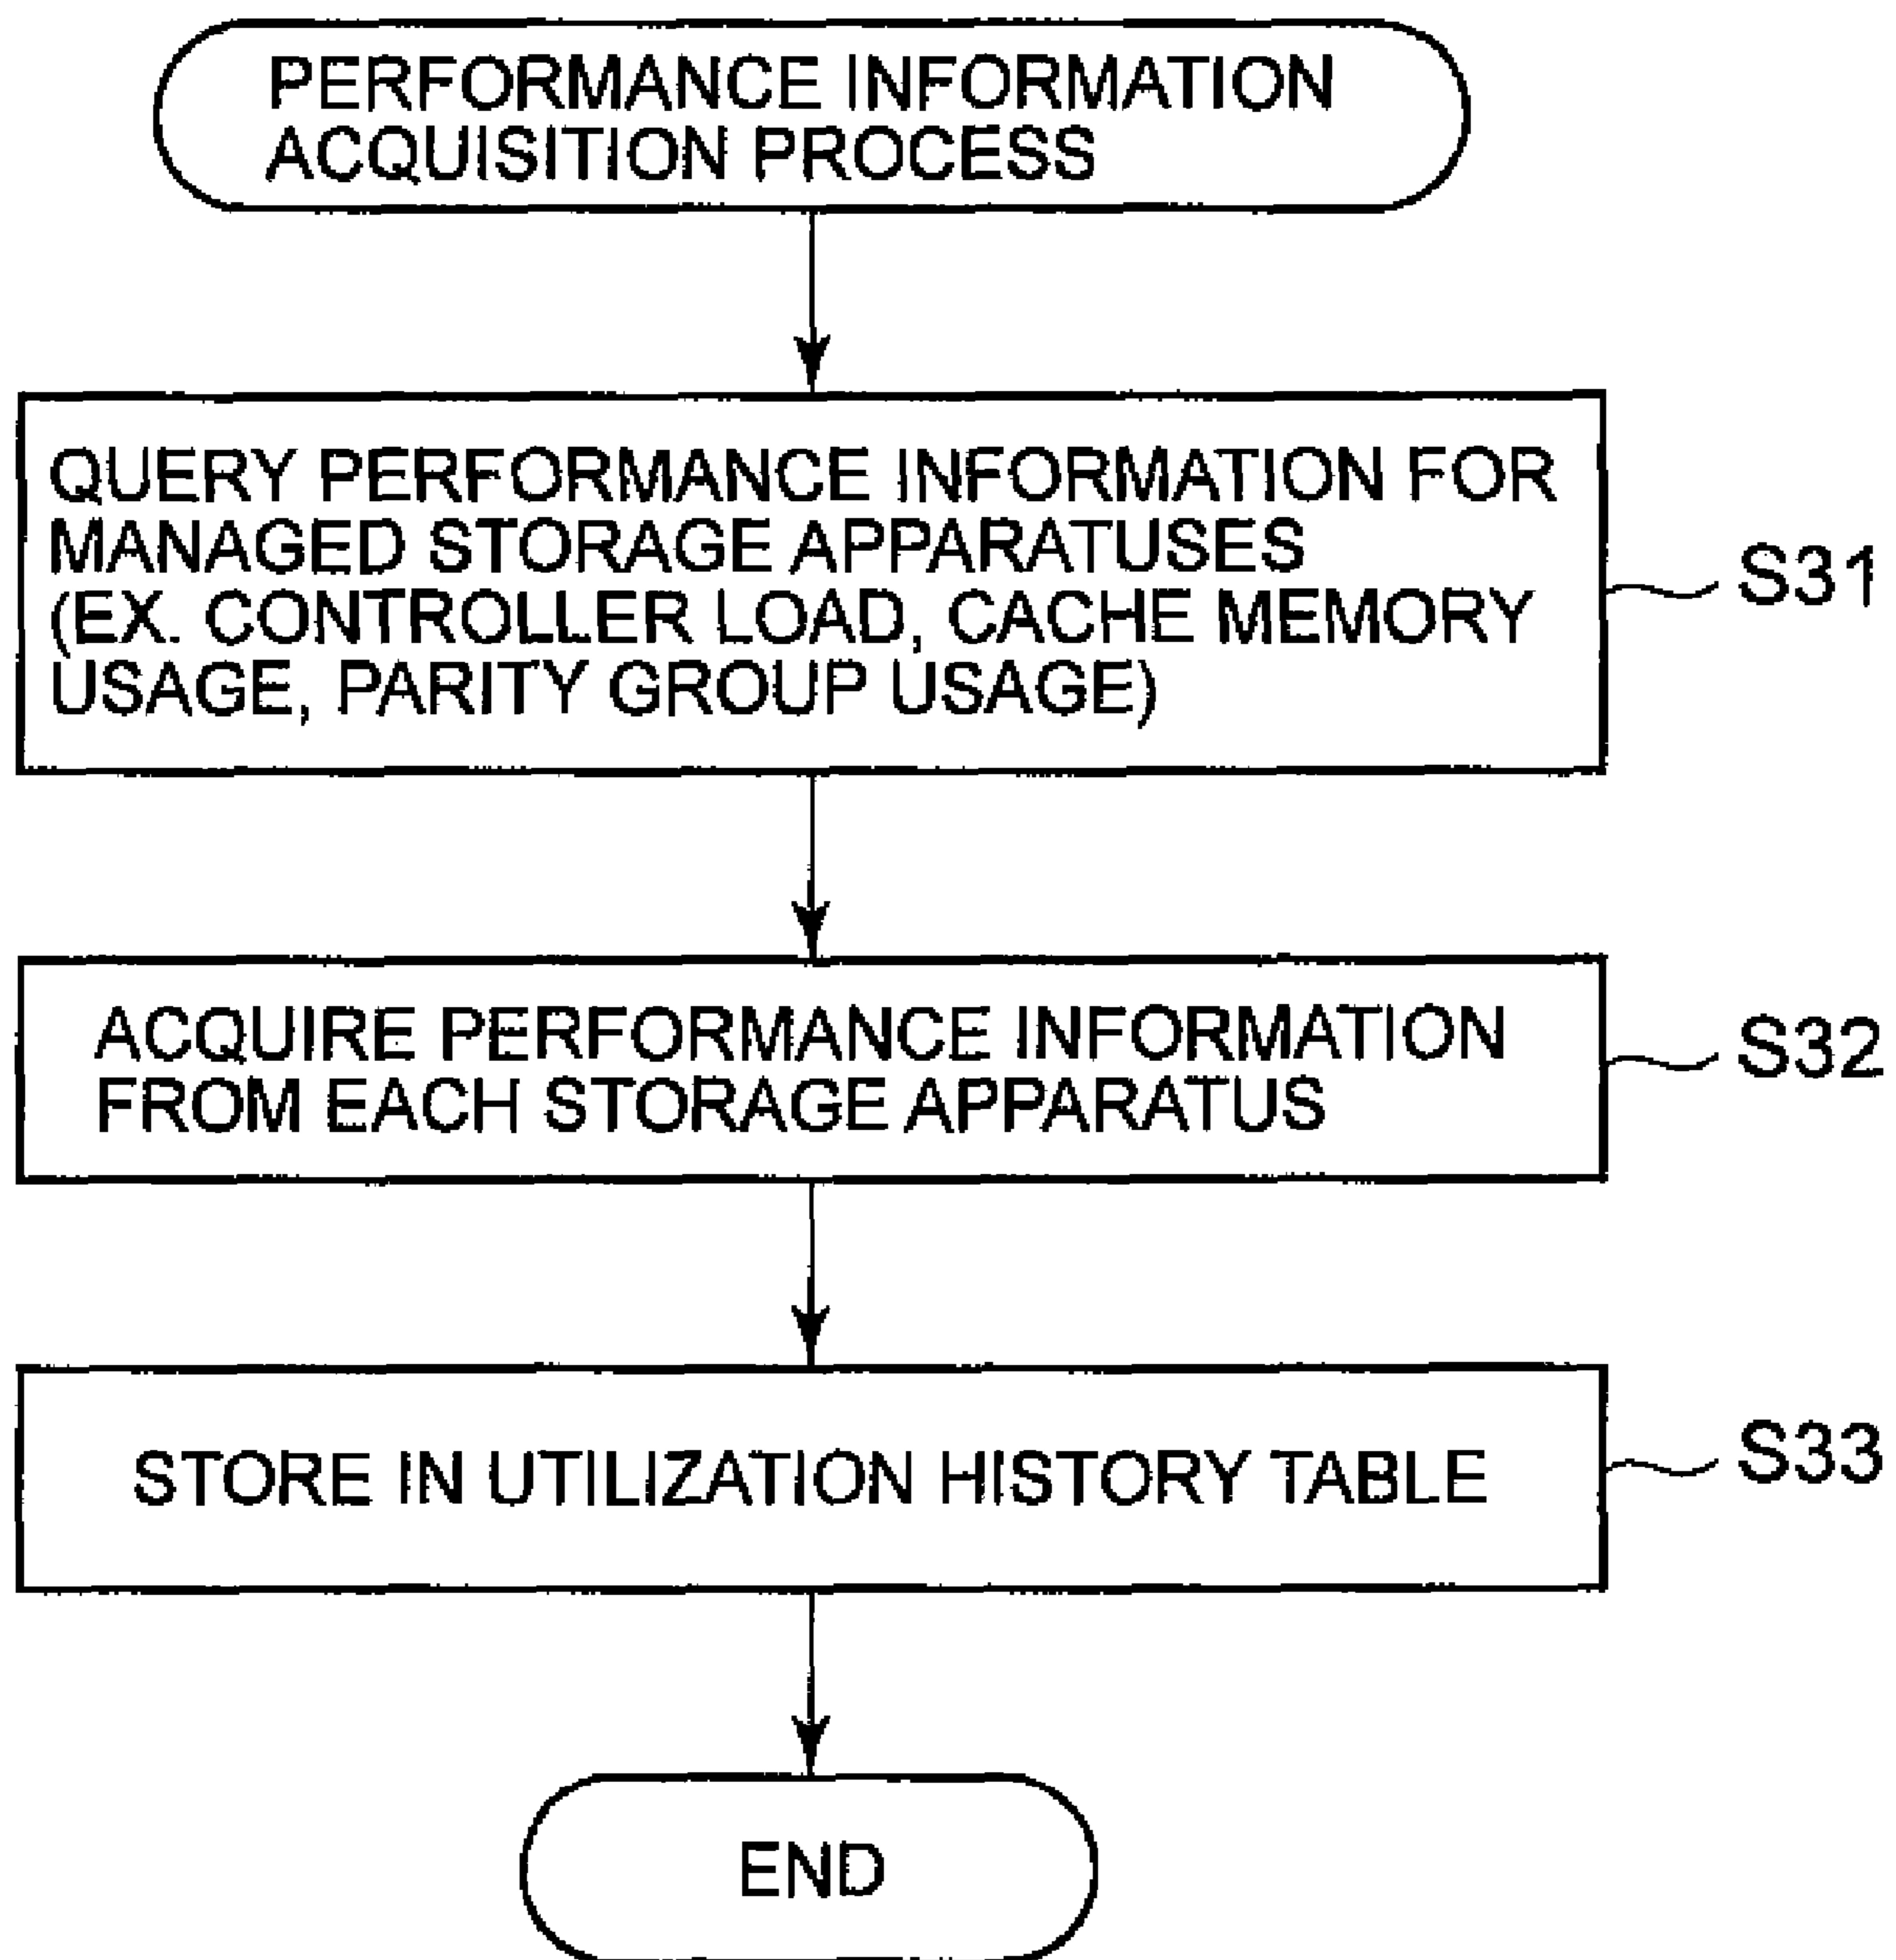 PERFORMANCE INFORMATION
ACQUISITION PROCESS
QUERY PERFORMANCE INFORMATION FOR
MANAGED STORAGE APPARATUSES
(EX. CONTROLLER LOAD, CACHE MEMORY
USAGE, PARITY GROUP USAGE)
S31
ACQUIRE PERFORMANCE INFORMATION
FROM EACH STORAGE APPARATUS
S32
STORE IN UTILIZATION HISTORY TABLE
S33
END